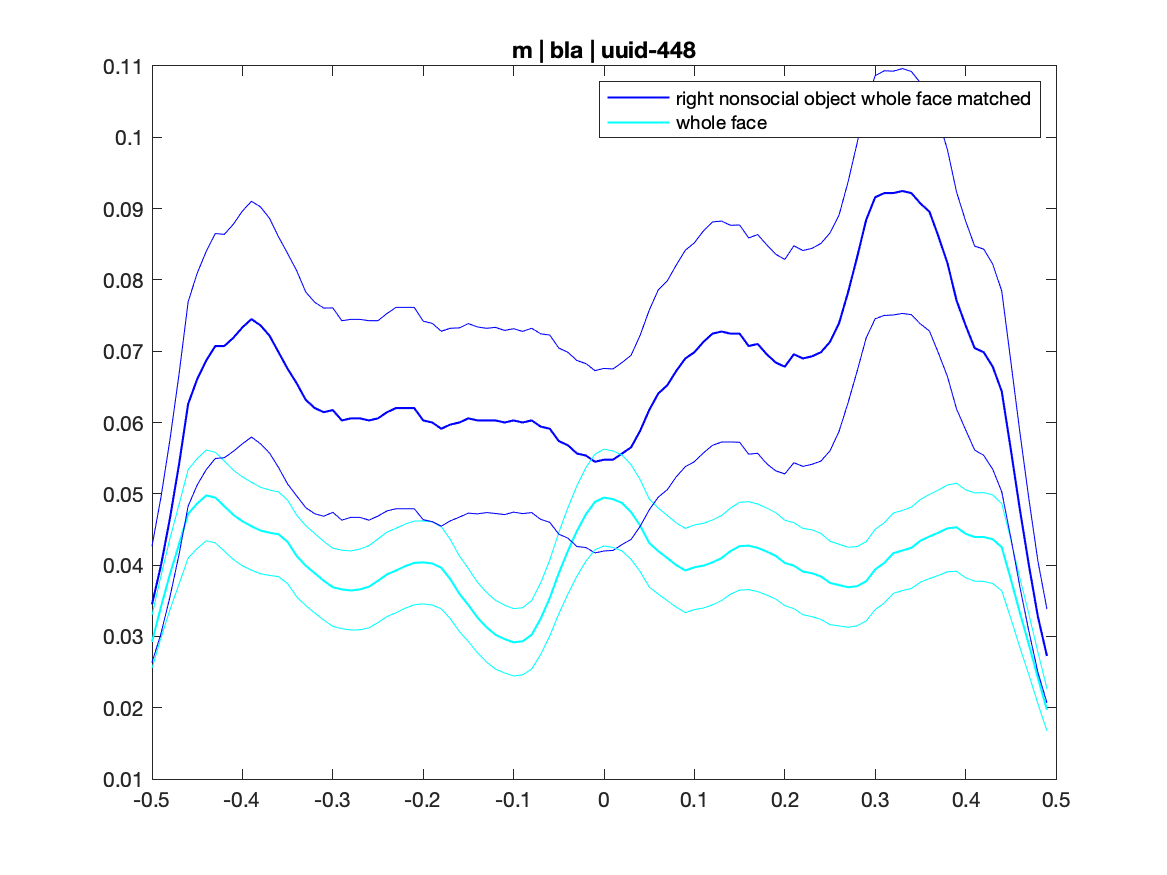 m | bla | uuid-448
right nonsocial object whole face matched
whole face
0.11
0.1
0.09
0.08
0.07
0.06
0.05
0.04
0.03
0.02
0.01
-0.5 -0.4 -0.3 -0.2 -0.1 0 0.1 0.2 0.3 0.4 0.5